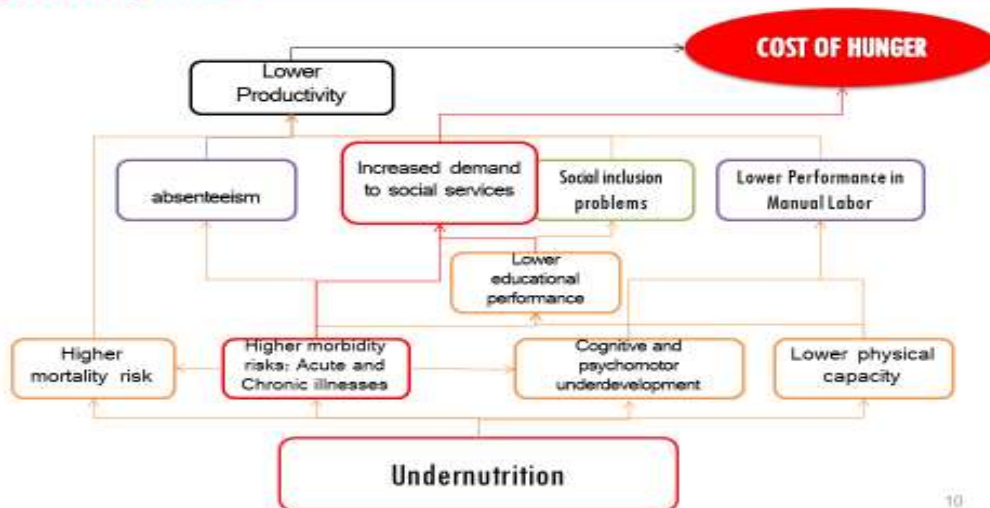 COST OF HUNGER
Lower
Productivity
absenteeism
Increased demand
to social services
Social inclusion
problems
Lower Performance in
Manual Labor
Lower
educational
performance
Higher
mortality risk
Higher morbidity
risks: Acute and
Chronic illnesses
Cognitive and
psychomotor
underdevelopment
Lower physical
capacity
Undernutrition
10